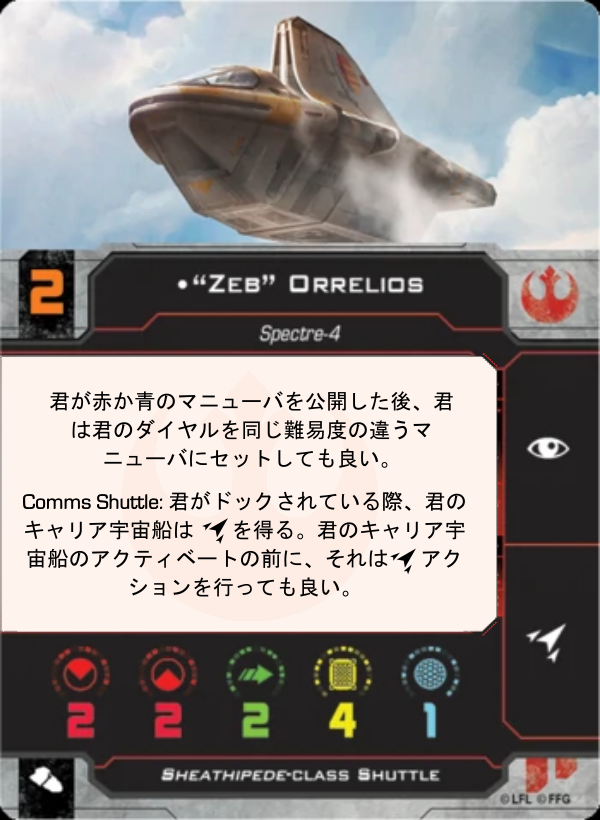 2
•“Zeb” Orrelios
Spectre-4
君が赤か青のマニューバを公開した後、君
は君のダイヤルを同じ難易度の違うマ
ニューバにセットしても良い。
Comms Shuttle: 君がドックされている際、君の
キャリア宇宙船は を得る。君のキャリア宇
宙船のアクティベートの前に、それは アク
ションを行っても良い。
2 2 2 4 1
Sheathipede-class Shuttle
©LFL ©FFG